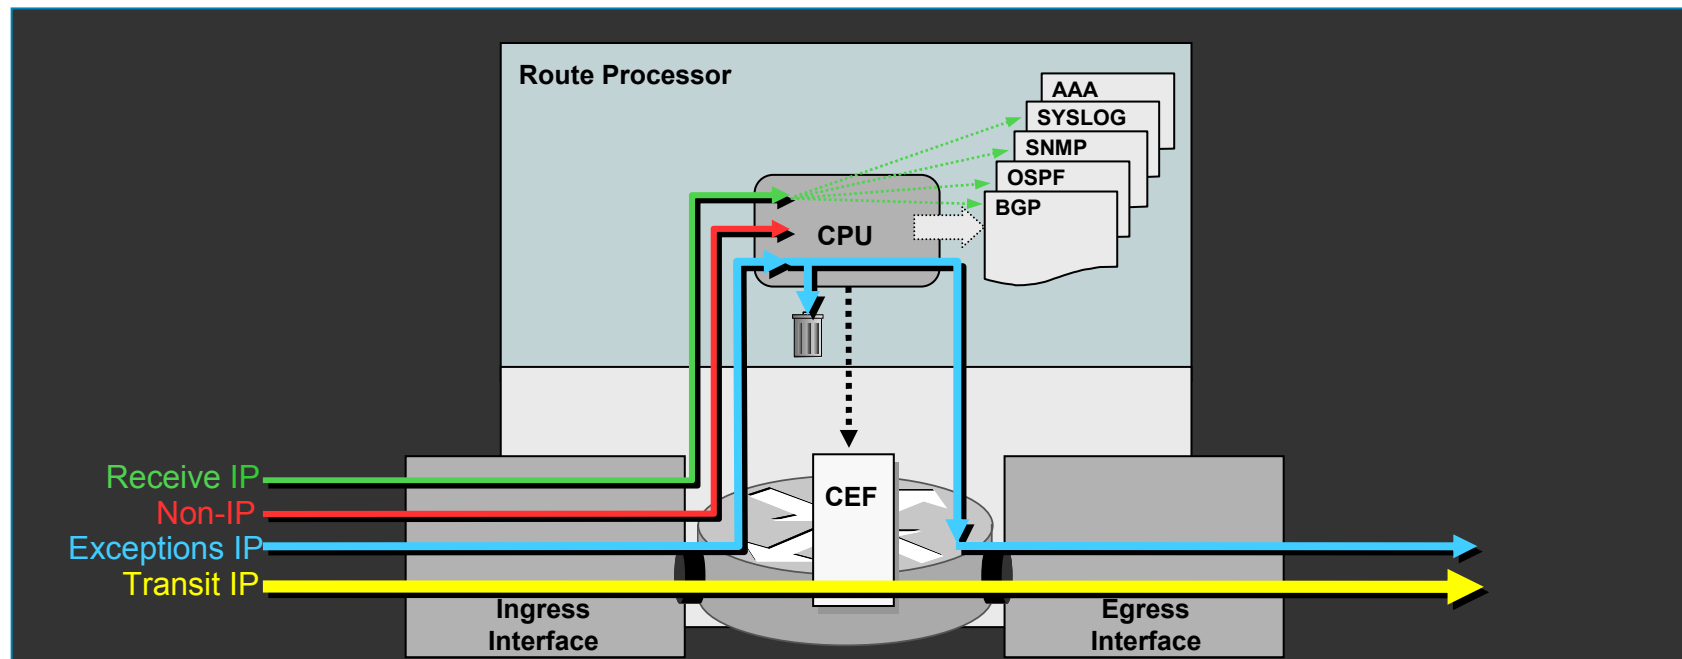 Route Processor
AAA
SYSLOG
SNMP
OSPF
BGP
CPU
Receive IP
Non-IP
Exceptions IP
Transit IP
CEF
Ingress
Interface
Egress
Interface